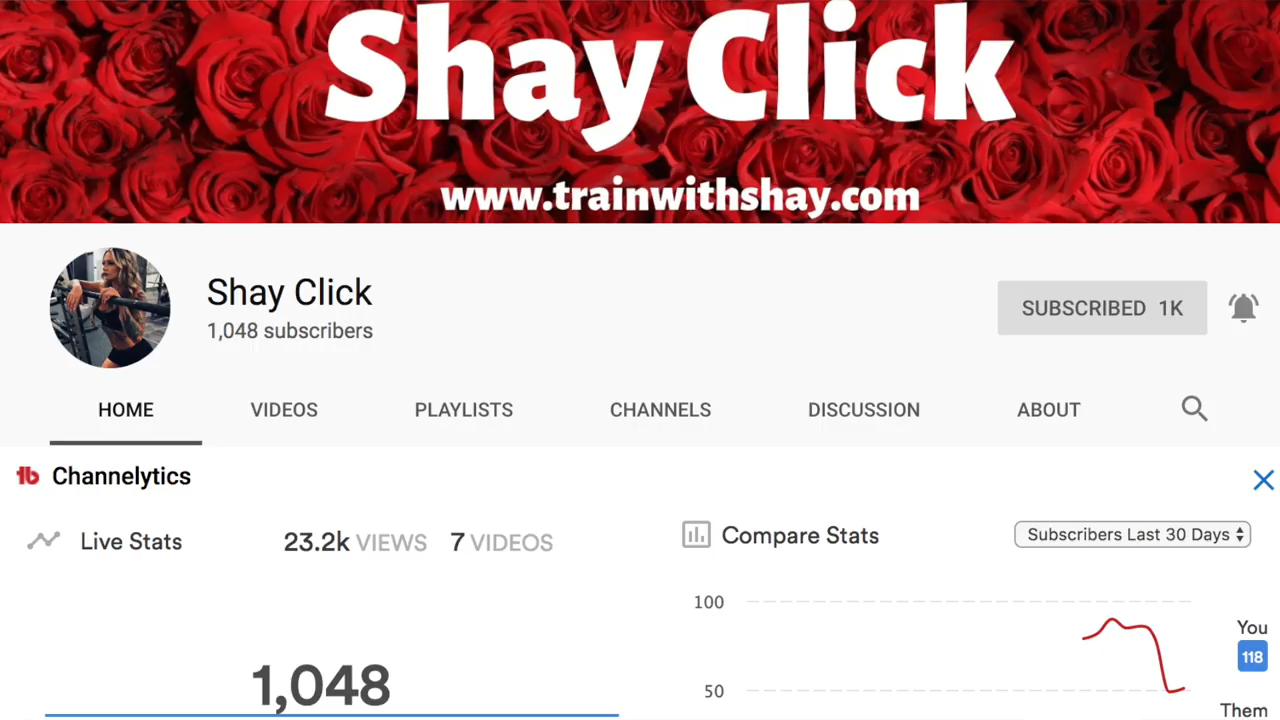 Shay Click
www.trainwithshay.com
Shay Click
1,048 subscribers
SUBSCRIBED 1K
HOME VIDEOS PLAYLISTS CHANNELS DISCUSSION ABOUT
tb Channelytics
Live Stats 23.2k VIEWS 7 VIDEOS
Compare Stats Subscribers Last 30 Days
100
You
118
1,048
50
Them